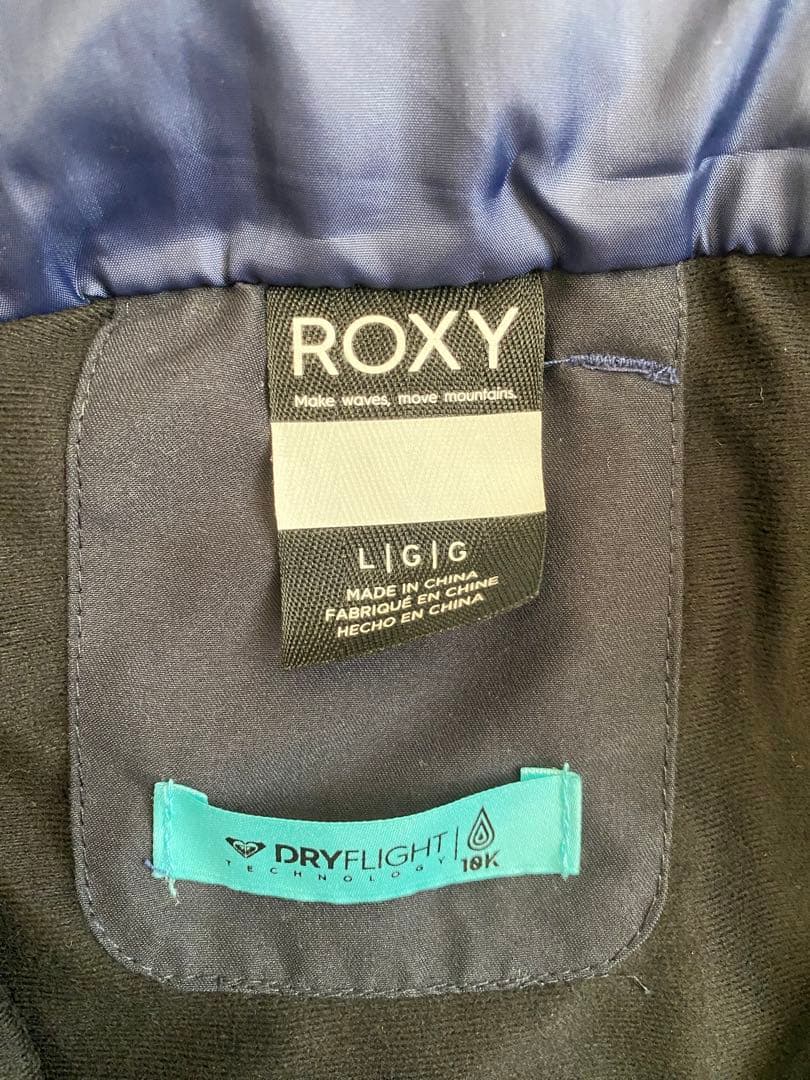 ROXY
Make waves, move mountains.
L|G|G
MADE IN CHINA
FABRIQUÉ EN CHINE
HECHO EN CHINA
DRYFLIGHT
TECHNOLOGY
10K